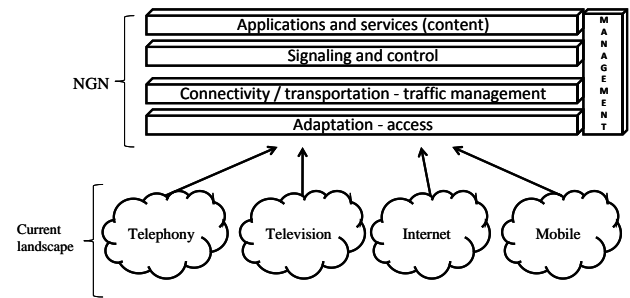 Applications and services (content)
Signaling and control
NGN
Connectivity / transportation - traffic management
Adaptation - access
MANAGEMENT
Current
landscape
Telephony
Television
Internet
Mobile